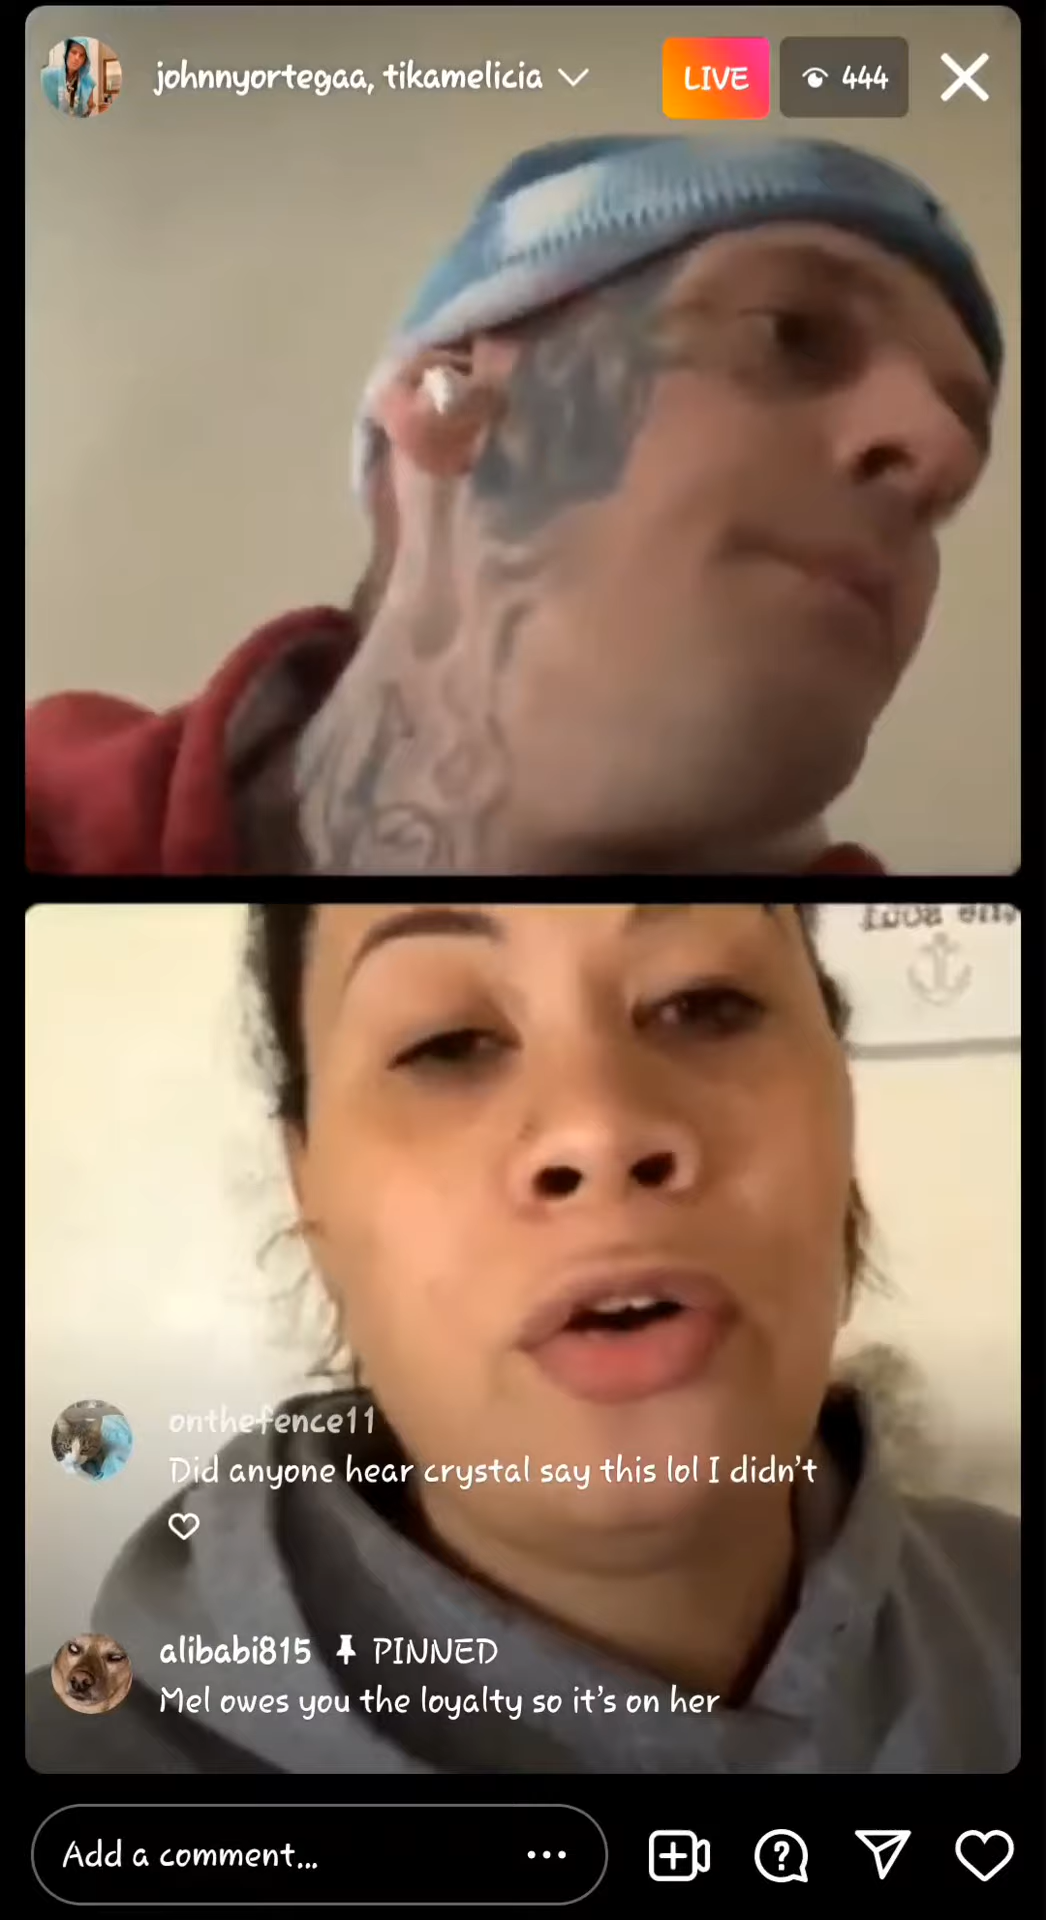 johnnyortegaa, tikamelicia
LIVE
444
onthefence11
Did anyone hear crystal say this lol I didn't
alibabi815 PINNED
Mel owes you the loyalty so it's on her
Add a comment...